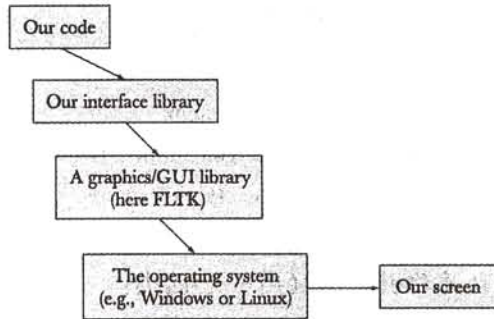 Our code
Our interface library
A graphics/GUI library
(here FLTK)
The operating system
(e.g., Windows or Linux)
Our screen